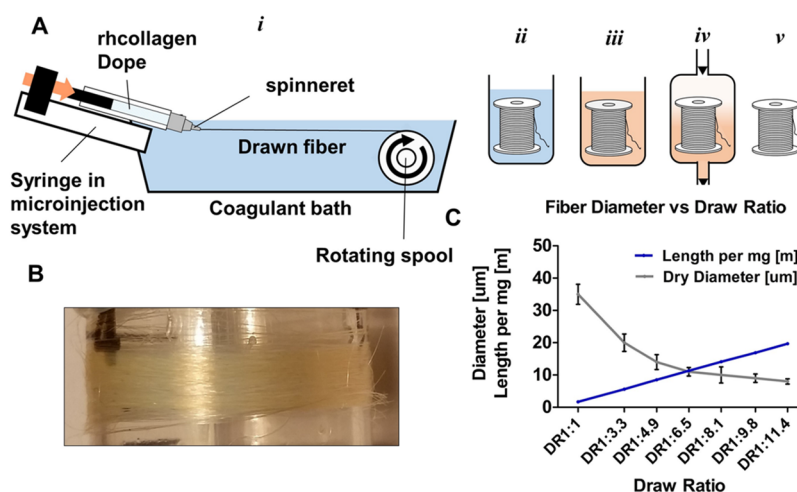 A
i
rhcollagen
Dope
spinneret
Drawn fiber
Syringe in
microinjection
system
Coagulant bath
Rotating spool
ii
iii
iv
v
B
C
Fiber Diameter vs Draw Ratio
Diameter [um]
Length per mg [m]
50
40
30
20
10
0
Length per mg [m]
Dry Diameter [um]
DR1:1
DR1:3.3
DR1:4.9
DR1:6.5
DR1:8.1
DR1:9.8
DR1:11.4
Draw Ratio